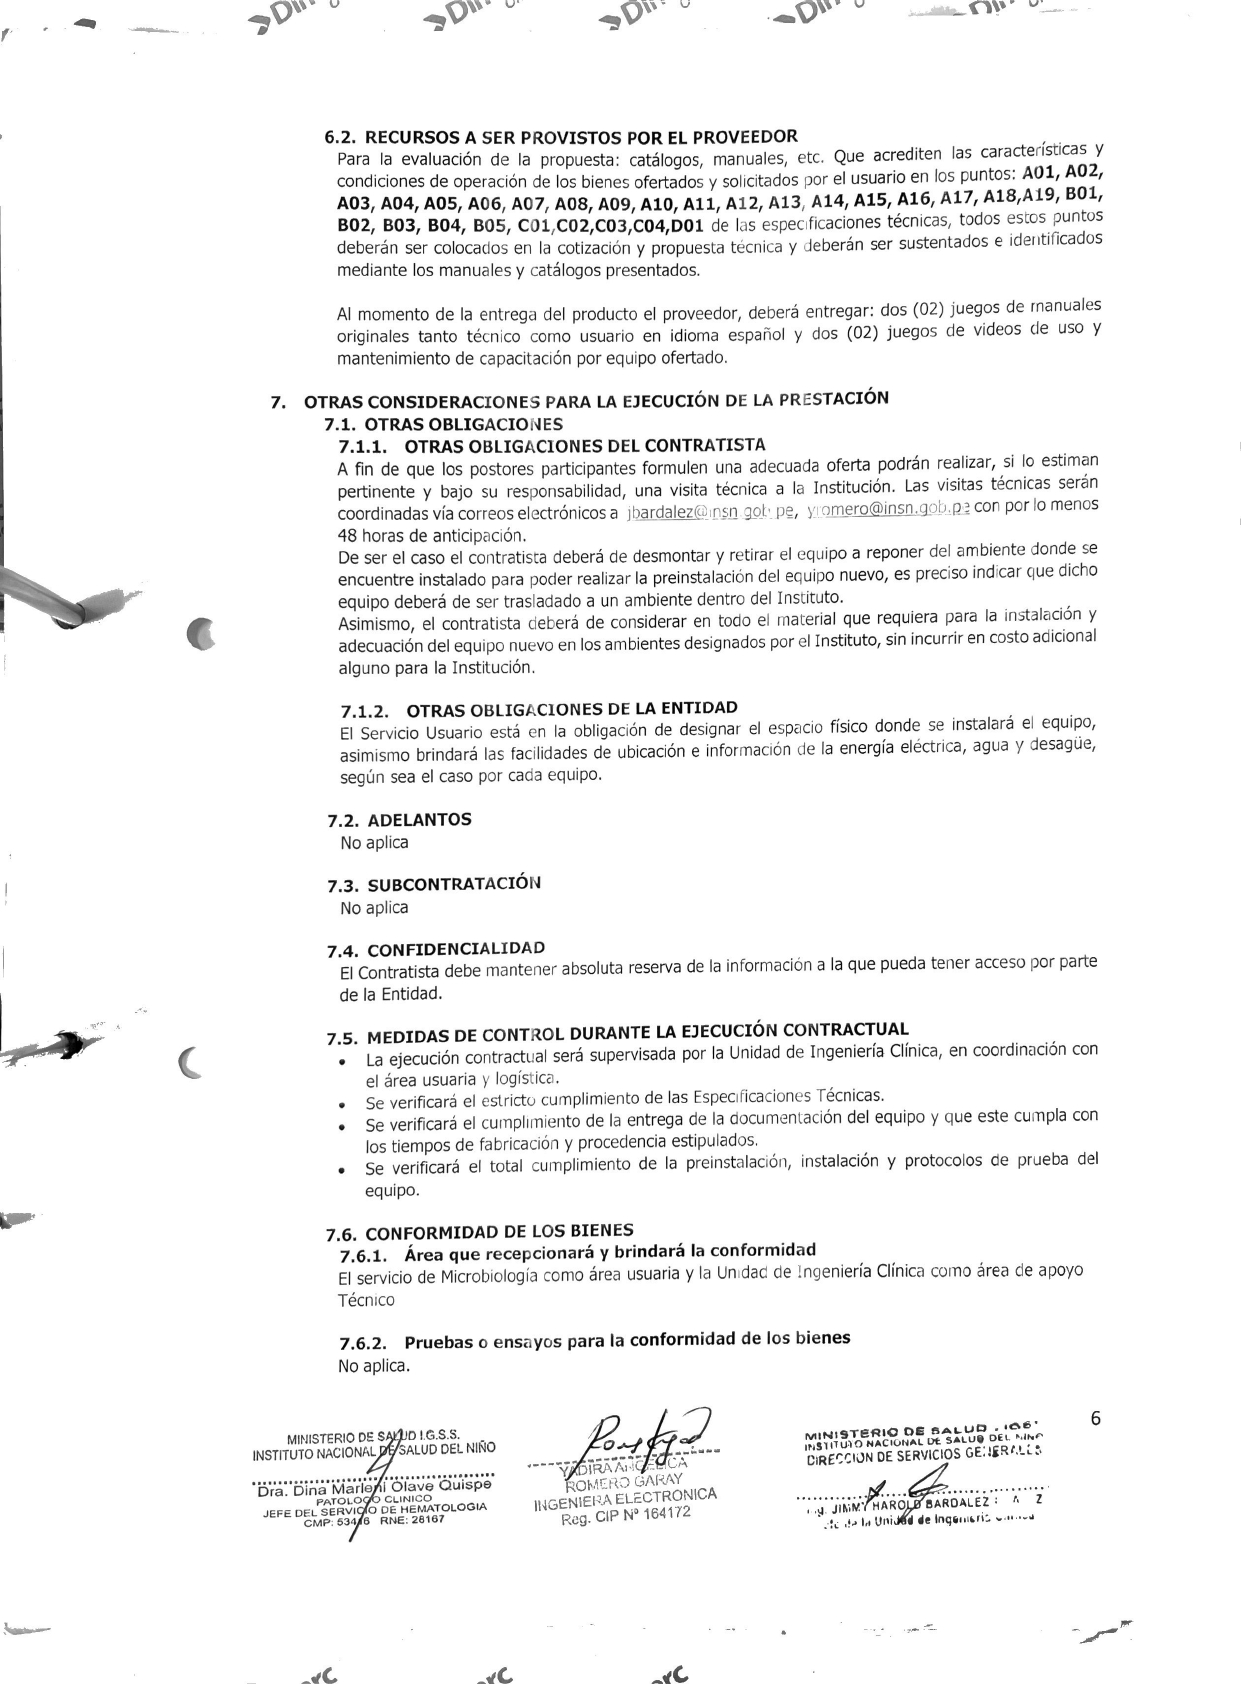 6.2. RECURSOS A SER PROVISTOS POR EL PROVEEDOR
Para la evaluación de la propuesta: catálogos, manuales, etc. Que acrediten las características y
condiciones de operación de los bienes ofertados y solicitados por el usuario en los puntos: A01, A02,
A03, A04, A05, A06, A07, A08, A09, A10, A11, A12, A13, A14, A15, A16, A17, A18,A19, B01,
B02, B03, B04, B05, C01,C02,C03,C04,D01 de las especificaciones técnicas, todos estos puntos
deberán ser colocados en la cotización y propuesta técnica y deberán ser sustentados e identificados
mediante los manuales y catálogos presentados.
Al momento de la entrega del producto el proveedor, deberá entregar: dos (02) juegos de manuales
originales tanto técnico como usuario en idioma español y dos (02) juegos de videos de uso y
mantenimiento de capacitación por equipo ofertado.
7. OTRAS CONSIDERACIONES PARA LA EJECUCIÓN DE LA PRESTACIÓN
7.1. OTRAS OBLIGACIONES
7.1.1. OTRAS OBLIGACIONES DEL CONTRATISTA
A fin de que los postores participantes formulen una adecuada oferta podrán realizar, si lo estiman
pertinente y bajo su responsabilidad, una visita técnica a la Institución. Las visitas técnicas serán
coordinadas vía correos electrónicos a jbardalez@insn.gob.pe, yromero@insn.gob.pe con por lo menos
48 horas de anticipación.
De ser el caso el contratista deberá de desmontar y retirar el equipo a reponer del ambiente donde se
encuentre instalado para poder realizar la preinstalación del equipo nuevo, es preciso indicar que dicho
equipo deberá de ser trasladado a un ambiente dentro del Instituto.
Asimismo, el contratista deberá de considerar en todo el material que requiera para la instalación y
adecuación del equipo nuevo en los ambientes designados por el Instituto, sin incurrir en costo adicional
alguno para la Institución.
7.1.2. OTRAS OBLIGACIONES DE LA ENTIDAD
El Servicio Usuario está en la obligación de designar el espacio físico donde se instalará el equipo,
asimismo brindará las facilidades de ubicación e información de la energía eléctrica, agua y desagüe,
según sea el caso por cada equipo.
7.2. ADELANTOS
No aplica
7.3. SUBCONTRATACIÓN
No aplica
7.4. CONFIDENCIALIDAD
El Contratista debe mantener absoluta reserva de la información a la que pueda tener acceso por parte
de la Entidad.
7.5. MEDIDAS DE CONTROL DURANTE LA EJECUCIÓN CONTRACTUAL
• La ejecución contractual será supervisada por la Unidad de Ingeniería Clínica, en coordinación con
el área usuaria y logística.
• Se verificará el estricto cumplimiento de las Especificaciones Técnicas.
• Se verificará el cumplimiento de la entrega de la documentación del equipo y que este cumpla con
los tiempos de fabricación y procedencia estipulados.
• Se verificará el total cumplimiento de la preinstalación, instalación y protocolos de prueba del
equipo.
7.6. CONFORMIDAD DE LOS BIENES
7.6.1. Área que recepcionará y brindará la conformidad
El servicio de Microbiología como área usuaria y la Unidad de Ingeniería Clínica como área de apoyo
Técnico
7.6.2. Pruebas o ensayos para la conformidad de los bienes
No aplica.
6
MINISTERIO DE SALUD I.G.S.S.
INSTITUTO NACIONAL DE SALUD DEL NIÑO
Dra. Dina Marleni Olave Quispe
PATOLOGO CLINICO
JEFE DEL SERVICIO DE HEMATOLOGIA
CMP: 53416 RNE: 28167
YADIRA ANGELICA
ROMERO GARAY
INGENIERA ELECTRONICA
Reg. CIP Nº 164172
MINISTERIO DE SALUD
INSTITUTO NACIONAL DE SALUD DEL NIÑO
DIRECCION DE SERVICIOS GENERALES
JIMMY HAROLD BARDALEZ
de la Unidad de Ingeniería